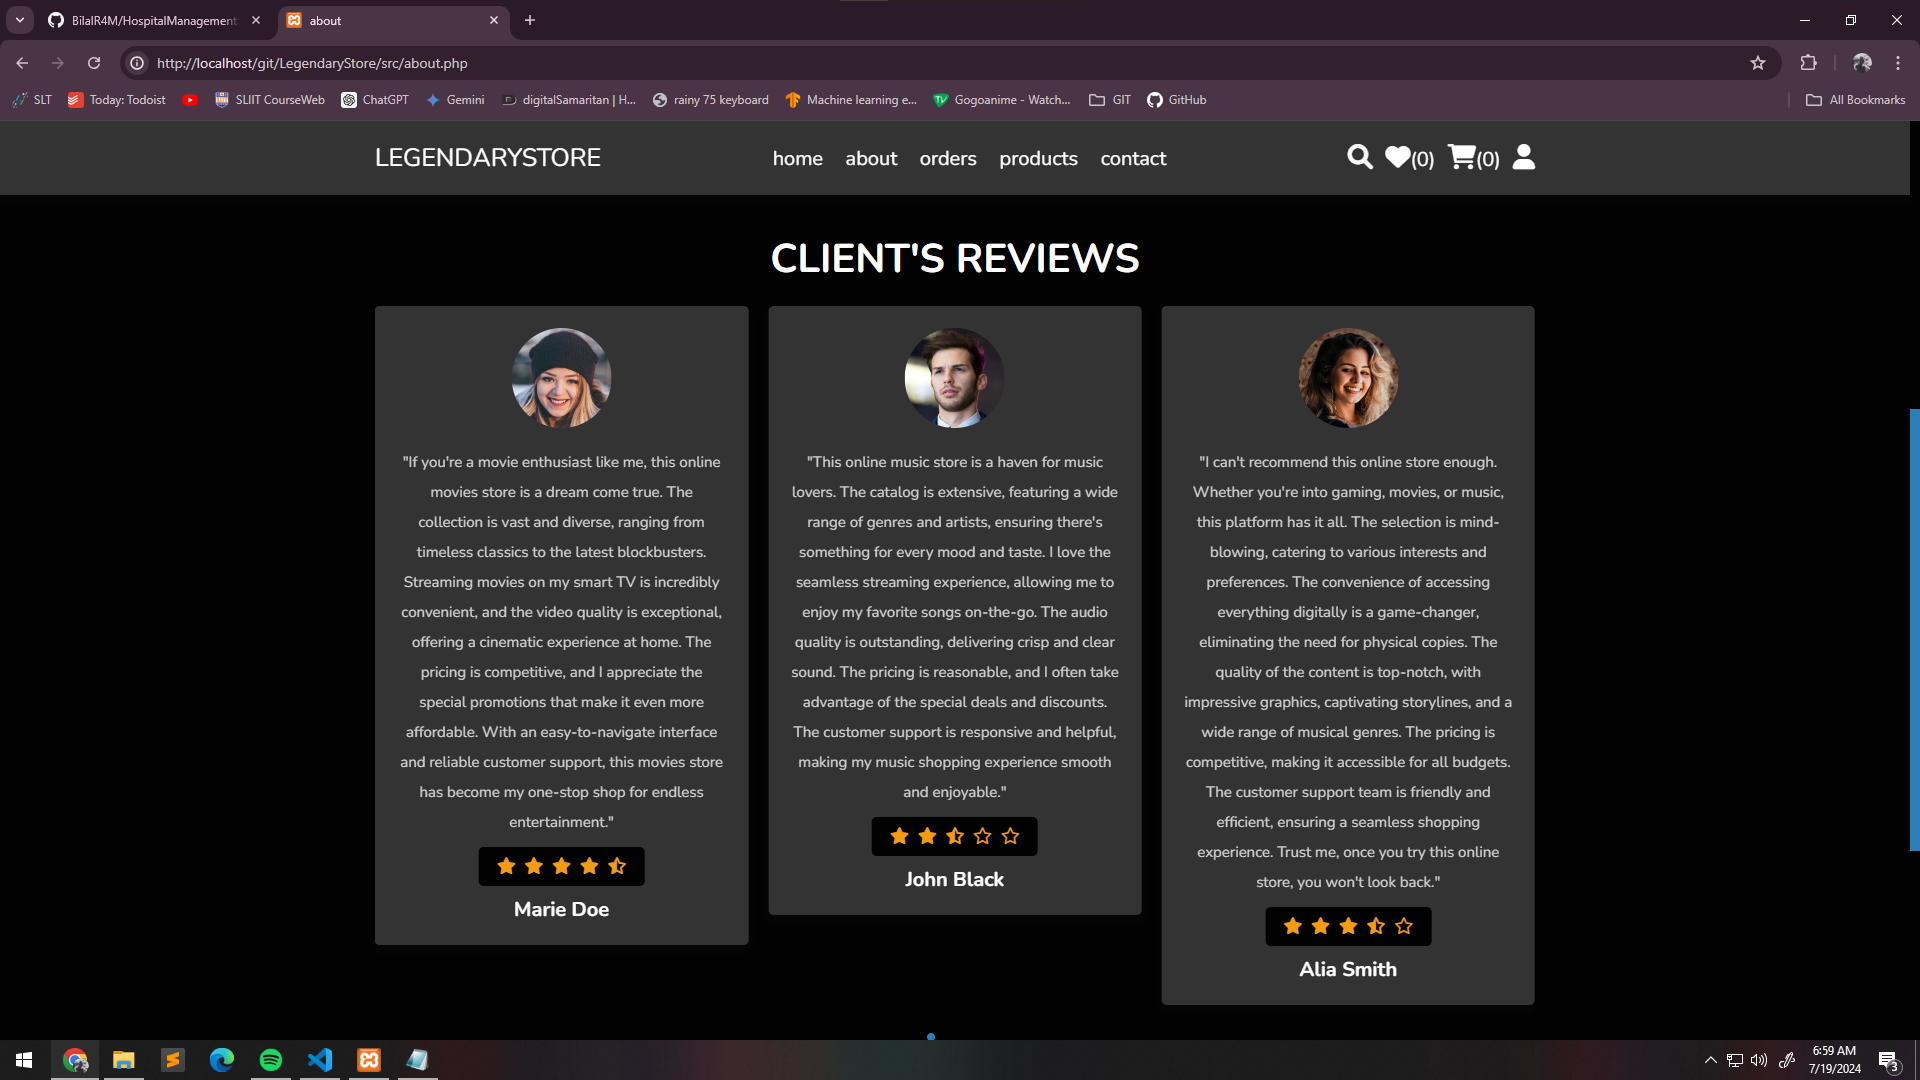 BilalR4M/HospitalManagement
about
http://localhost/git/LegendaryStore/src/about.php
SLT
Today: Todoist
SLIIT CourseWeb
ChatGPT
Gemini
digitalSamaritan | H...
rainy 75 keyboard
Machine learning e...
Gogoanime - Watch...
GIT
GitHub
All Bookmarks
LEGENDARYSTORE
home
about
orders
products
contact
(0)
(0)
CLIENT'S REVIEWS
"If you're a movie enthusiast like me, this online
movies store is a dream come true. The
collection is vast and diverse, ranging from
timeless classics to the latest blockbusters.
Streaming movies on my smart TV is incredibly
convenient, and the video quality is exceptional,
offering a cinematic experience at home. The
pricing is competitive, and I appreciate the
special promotions that make it even more
affordable. With an easy-to-navigate interface
and reliable customer support, this movies store
has become my one-stop shop for endless
entertainment."
Marie Doe
"This online music store is a haven for music
lovers. The catalog is extensive, featuring a wide
range of genres and artists, ensuring there's
something for every mood and taste. I love the
seamless streaming experience, allowing me to
enjoy my favorite songs on-the-go. The audio
quality is outstanding, delivering crisp and clear
sound. The pricing is reasonable, and I often take
advantage of the special deals and discounts.
The customer support is responsive and helpful,
making my music shopping experience smooth
and enjoyable."
John Black
"I can't recommend this online store enough.
Whether you're into gaming, movies, or music,
this platform has it all. The selection is mind-
blowing, catering to various interests and
preferences. The convenience of accessing
everything digitally is a game-changer,
eliminating the need for physical copies. The
quality of the content is top-notch, with
impressive graphics, captivating storylines, and a
wide range of musical genres. The pricing is
competitive, making it accessible for all budgets.
The customer support team is friendly and
efficient, ensuring a seamless shopping
experience. Trust me, once you try this online
store, you won't look back."
Alia Smith
6:59 AM
7/19/2024
3